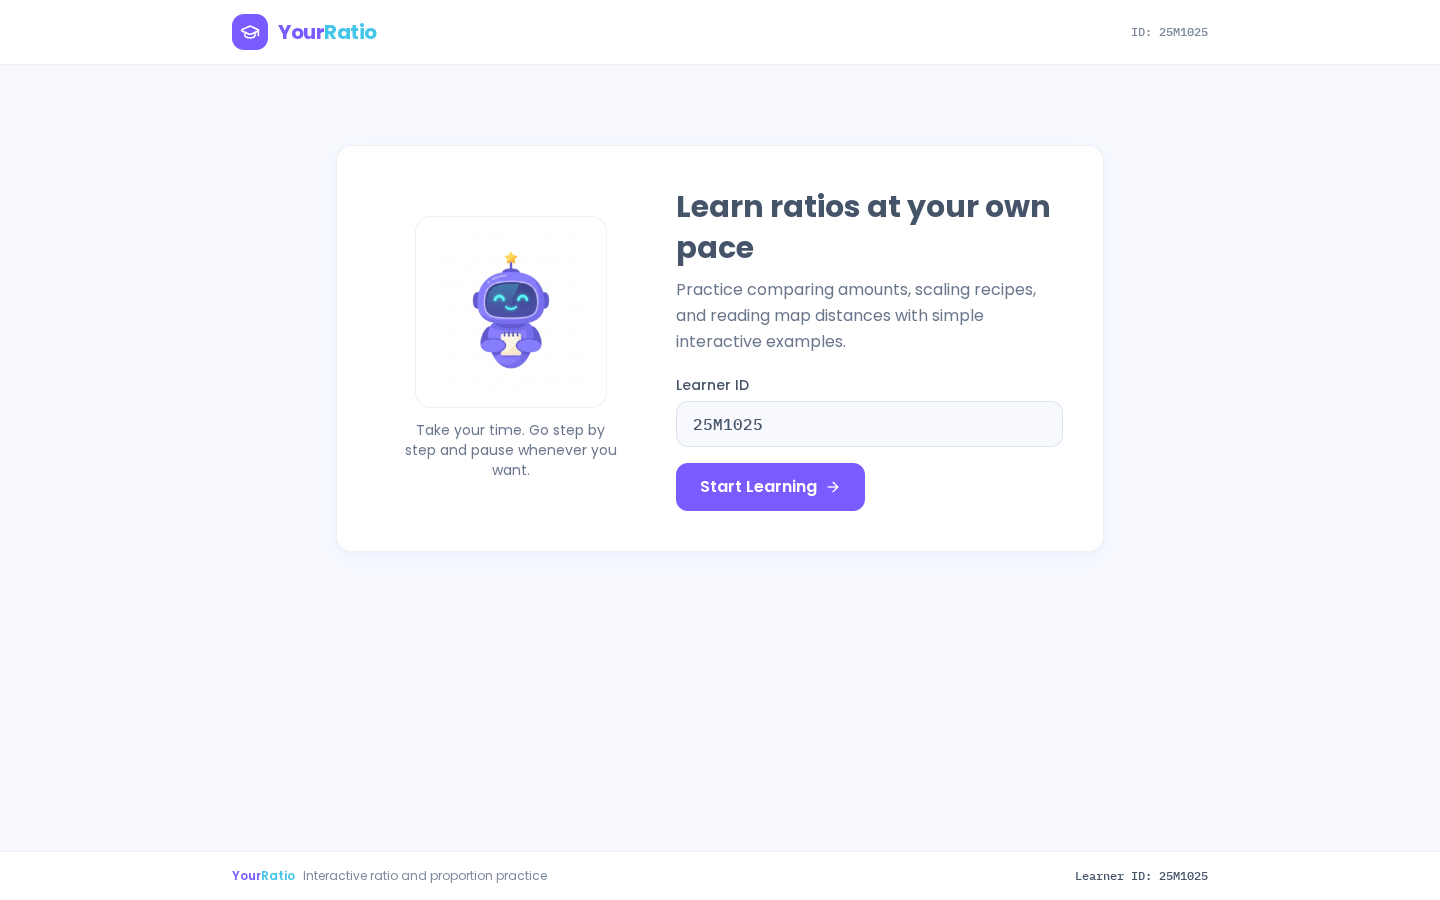 YourRatio
ID: 25M1025
Learn ratios at your own
pace
Practice comparing amounts, scaling recipes,
and reading map distances with simple
interactive examples.
Learner ID
25M1025
Start Learning →
Take your time. Go step by
step and pause whenever you
want.
YourRatio Interactive ratio and proportion practice
Learner ID: 25M1025